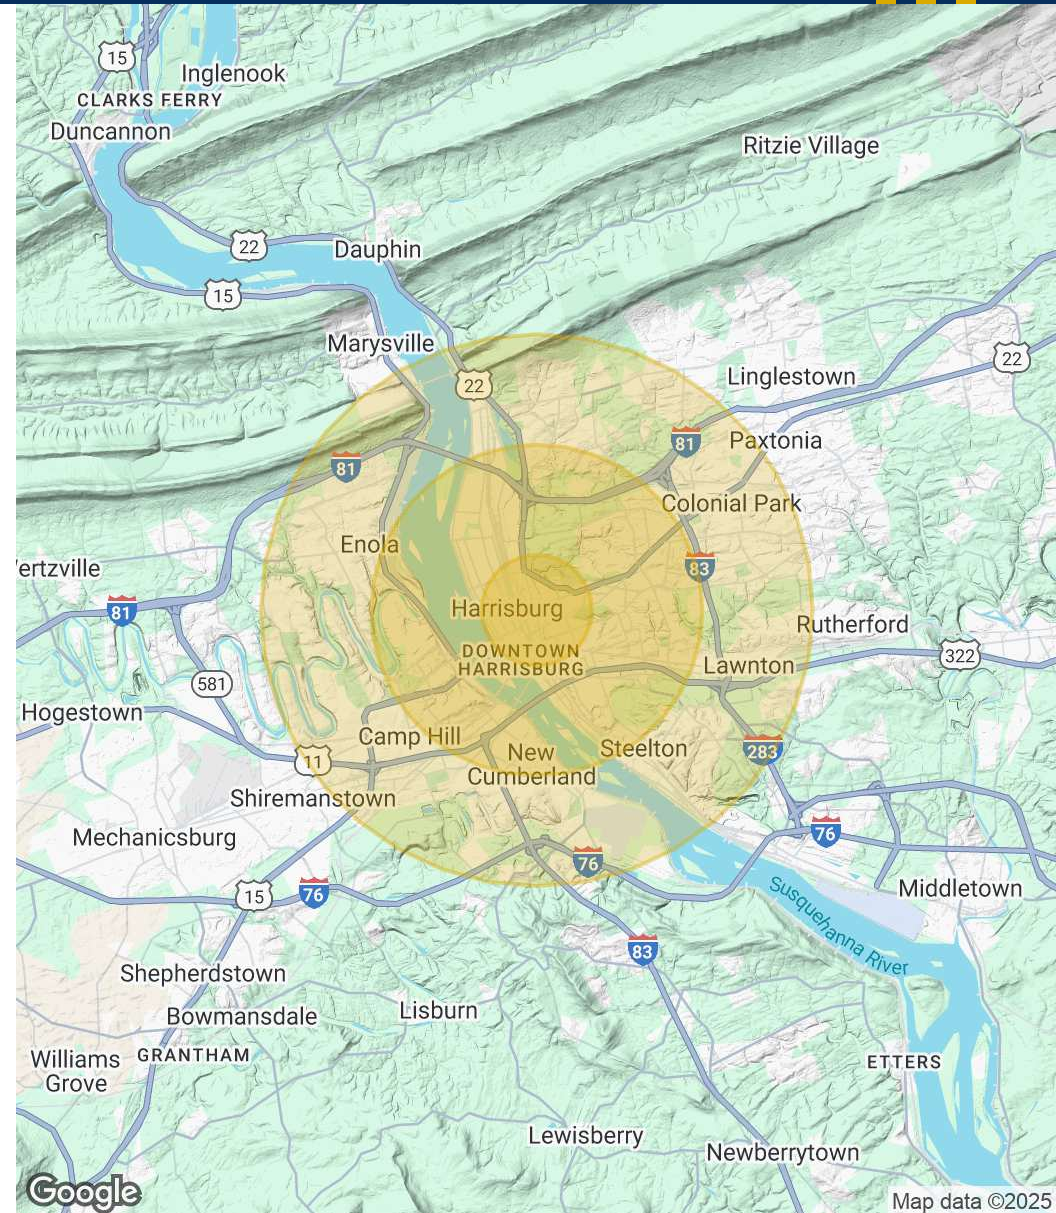 15
Inglenook
CLARKS FERRY
Duncannon
Ritzie Village
22
Dauphin
15
Marysville
22
22
Linglestown
81
Paxtonia
81
Colonial Park
Enola
83
ertzville
81
Harrisburg
Rutherford
DOWNTOWN
HARRISBURG
322
Lawnton
581
Hogestown
Camp Hill
New
Cumberland
Steelton
283
11
Shiremanstown
Mechanicsburg
76
76
15
76
Middletown
Susquehanna River
83
Shepherdstown
Lisburn
Bowmansdale
Williams
Grove
GRANTHAM
ETTERS
Lewisberry
Newberrytown
Google
Map data ©2025